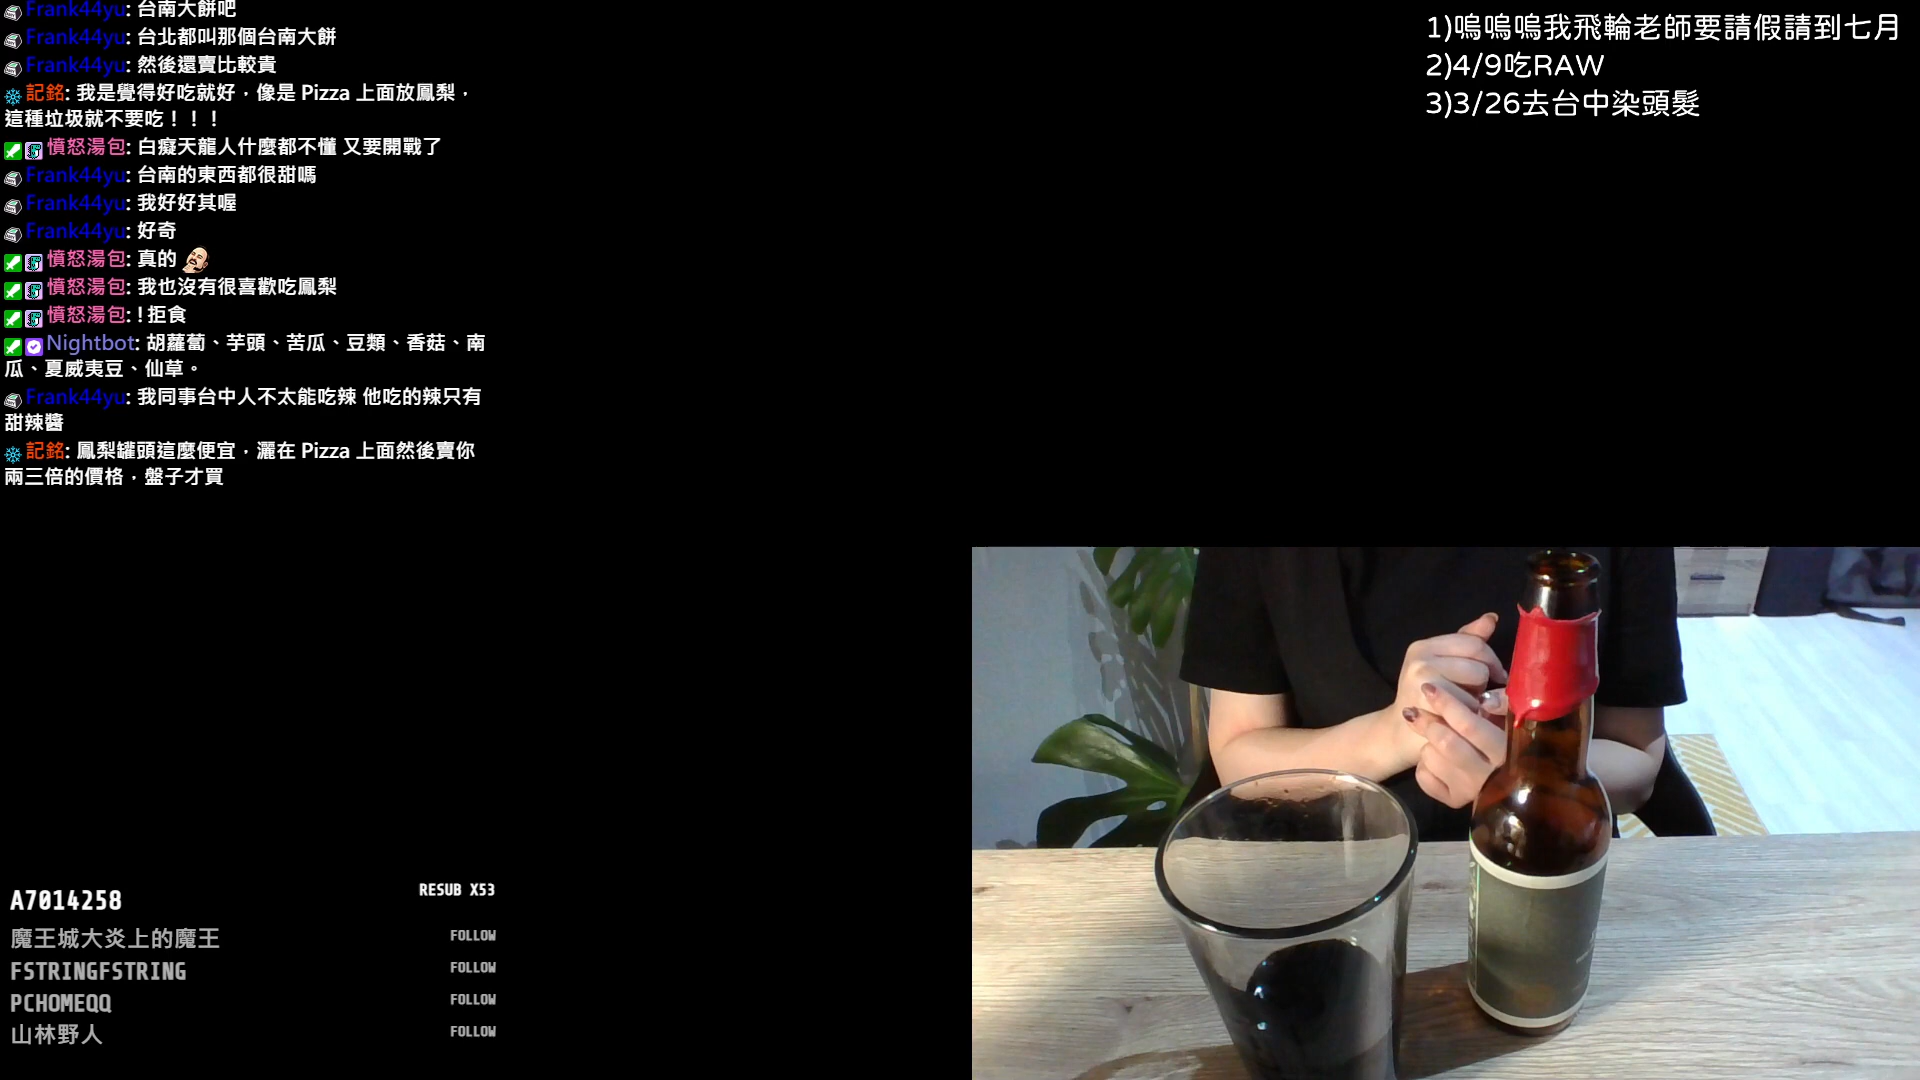 Frank44yu: 台南大餅吧
Frank44yu: 台北都叫那個台南大餅
Frank44yu: 然後還賣比較貴
記銘: 我是覺得好吃就好，像是 Pizza 上面放鳳梨，
這種垃圾就不要吃！！！
憤怒湯包: 白癡天龍人什麼都不懂 又要開戰了
Frank44yu: 台南的東西都很甜嗎
Frank44yu: 我好好其喔
Frank44yu: 好奇
憤怒湯包: 真的
憤怒湯包: 我也沒有很喜歡吃鳳梨
憤怒湯包: !拒食
Nightbot: 胡蘿蔔、芋頭、苦瓜、豆類、香菇、南
瓜、夏威夷豆、仙草。
Frank44yu: 我同事台中人不太能吃辣 他吃的辣只有
甜辣醬
記銘: 鳳梨罐頭這麼便宜，灑在 Pizza 上面然後賣你
兩三倍的價格，盤子才買
1)嗚嗚嗚我飛輪老師要請假請到七月
2)4/9吃RAW
3)3/26去台中染頭髮
A7014258 RESUB X53
魔王城大炎上的魔王 FOLLOW
FSTRINGFSTRING FOLLOW
PCHOMEQQ FOLLOW
山林野人 FOLLOW